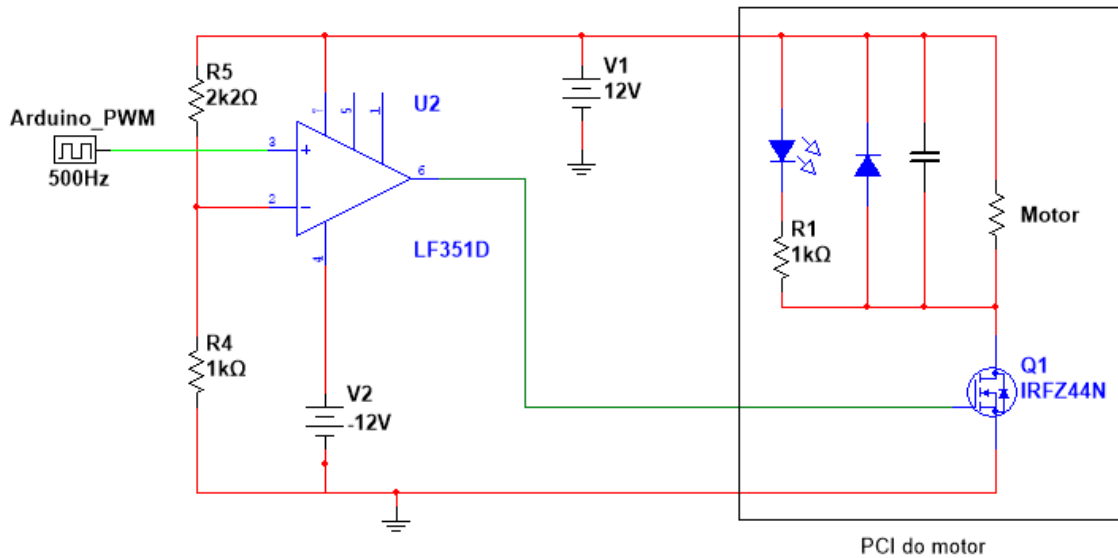 R5
2k2Ω
Arduino_PWM
500Hz
U2
7
5
1
3
2
6
4
LF351D
R4
1kΩ
V2
-12V
V1
12V
R1
1kΩ
Motor
Q1
IRFZ44N
PCI do motor